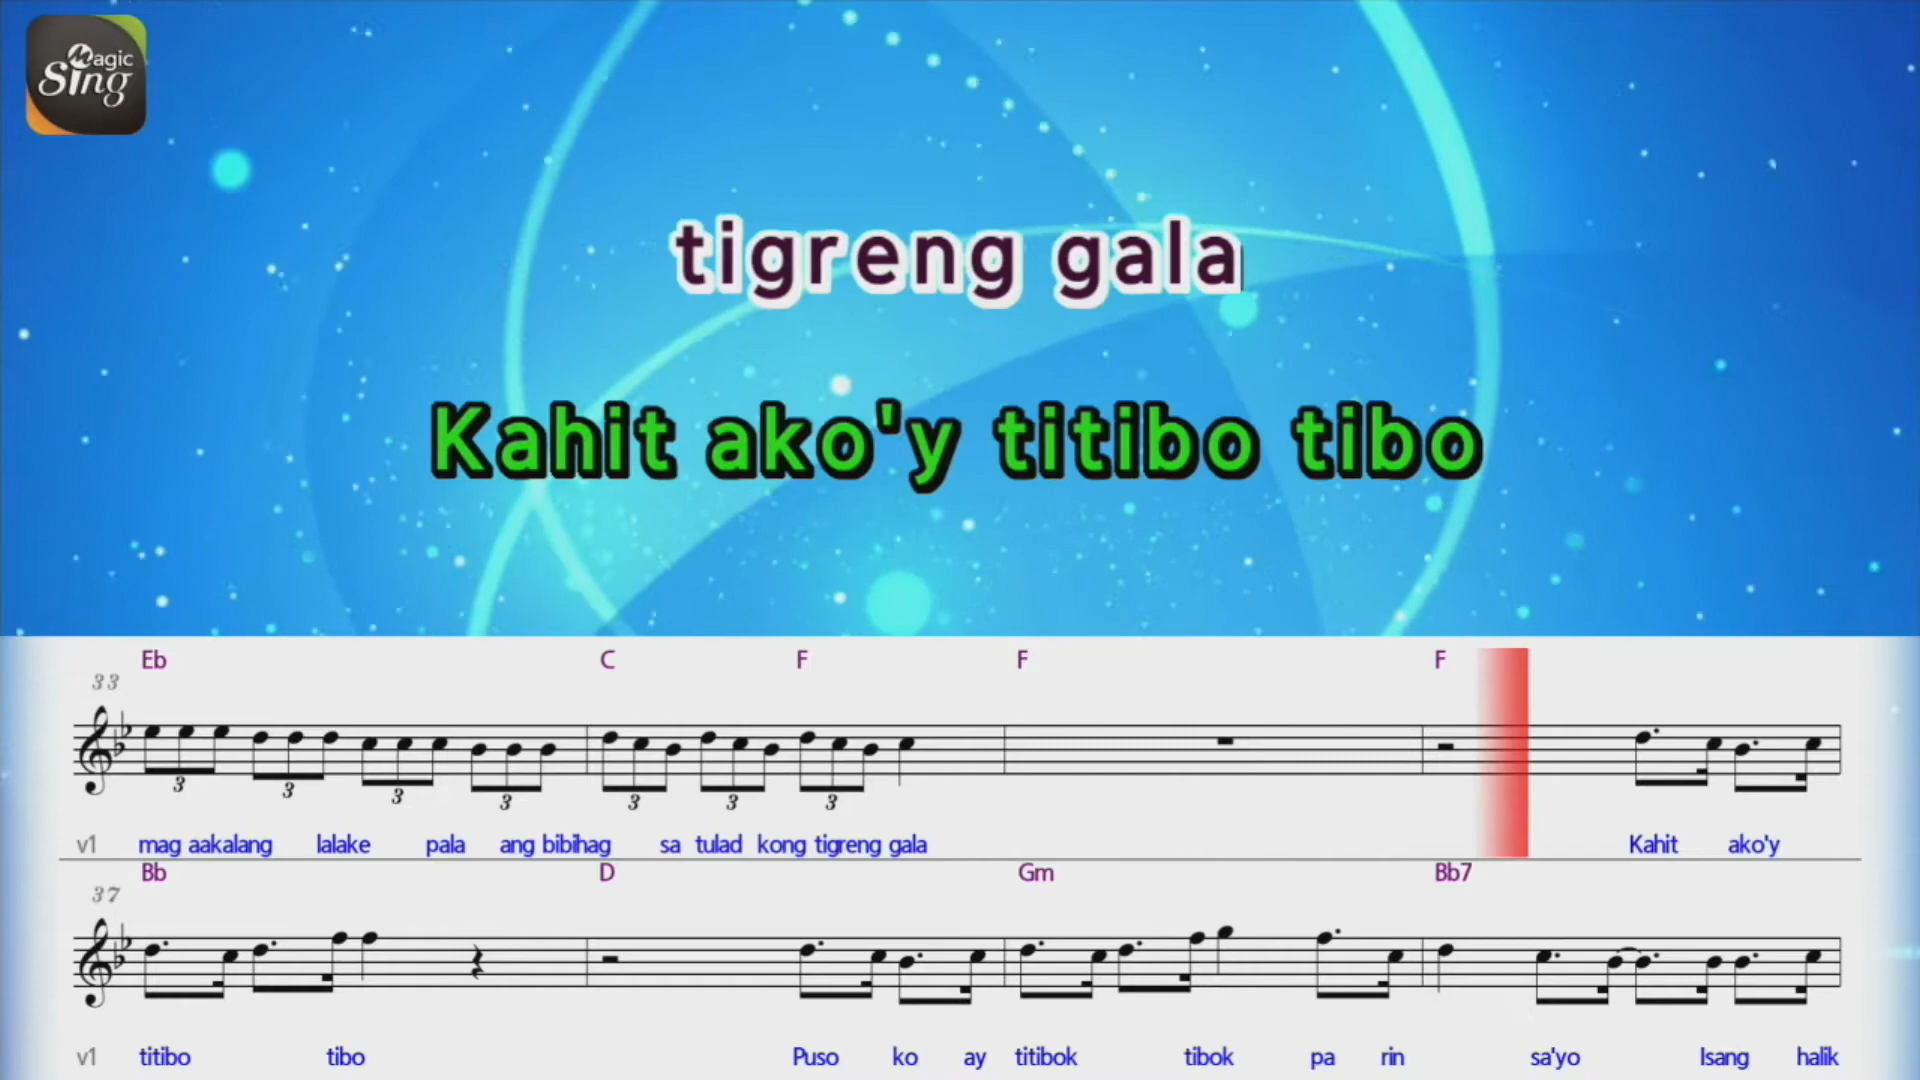 Magic
Sing
tigreng gala
Kahit ako'y titibo tibo
Eb C F F F
33
3 3 3 3 3 3 3
v1 mag aakalang lalake pala ang bibihag sa tulad kong tigreng gala Kahit ako'y
Bb D Gm Bb7
37
v1 titibo tibo Puso ko ay titibok tibok pa rin sa'yo Isang halik